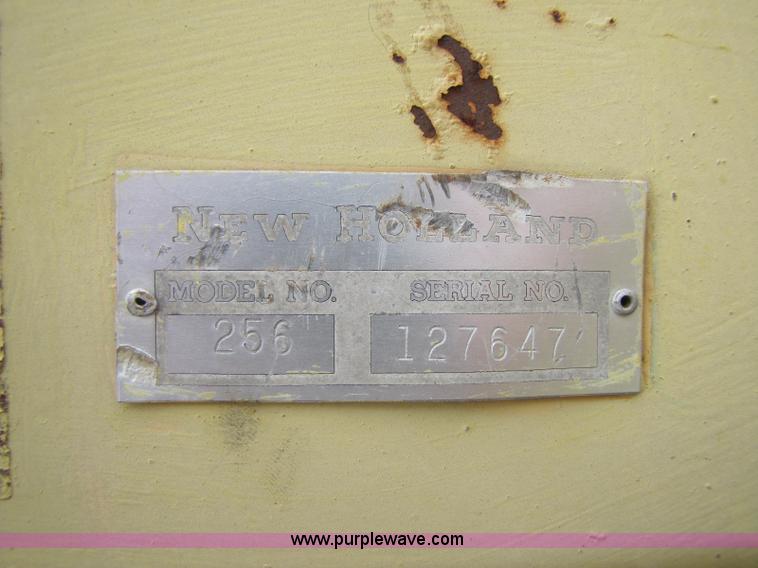 NEW HOLLAND
MODEL NO. SERIAL NO.
256 127647
www.purplewave.com